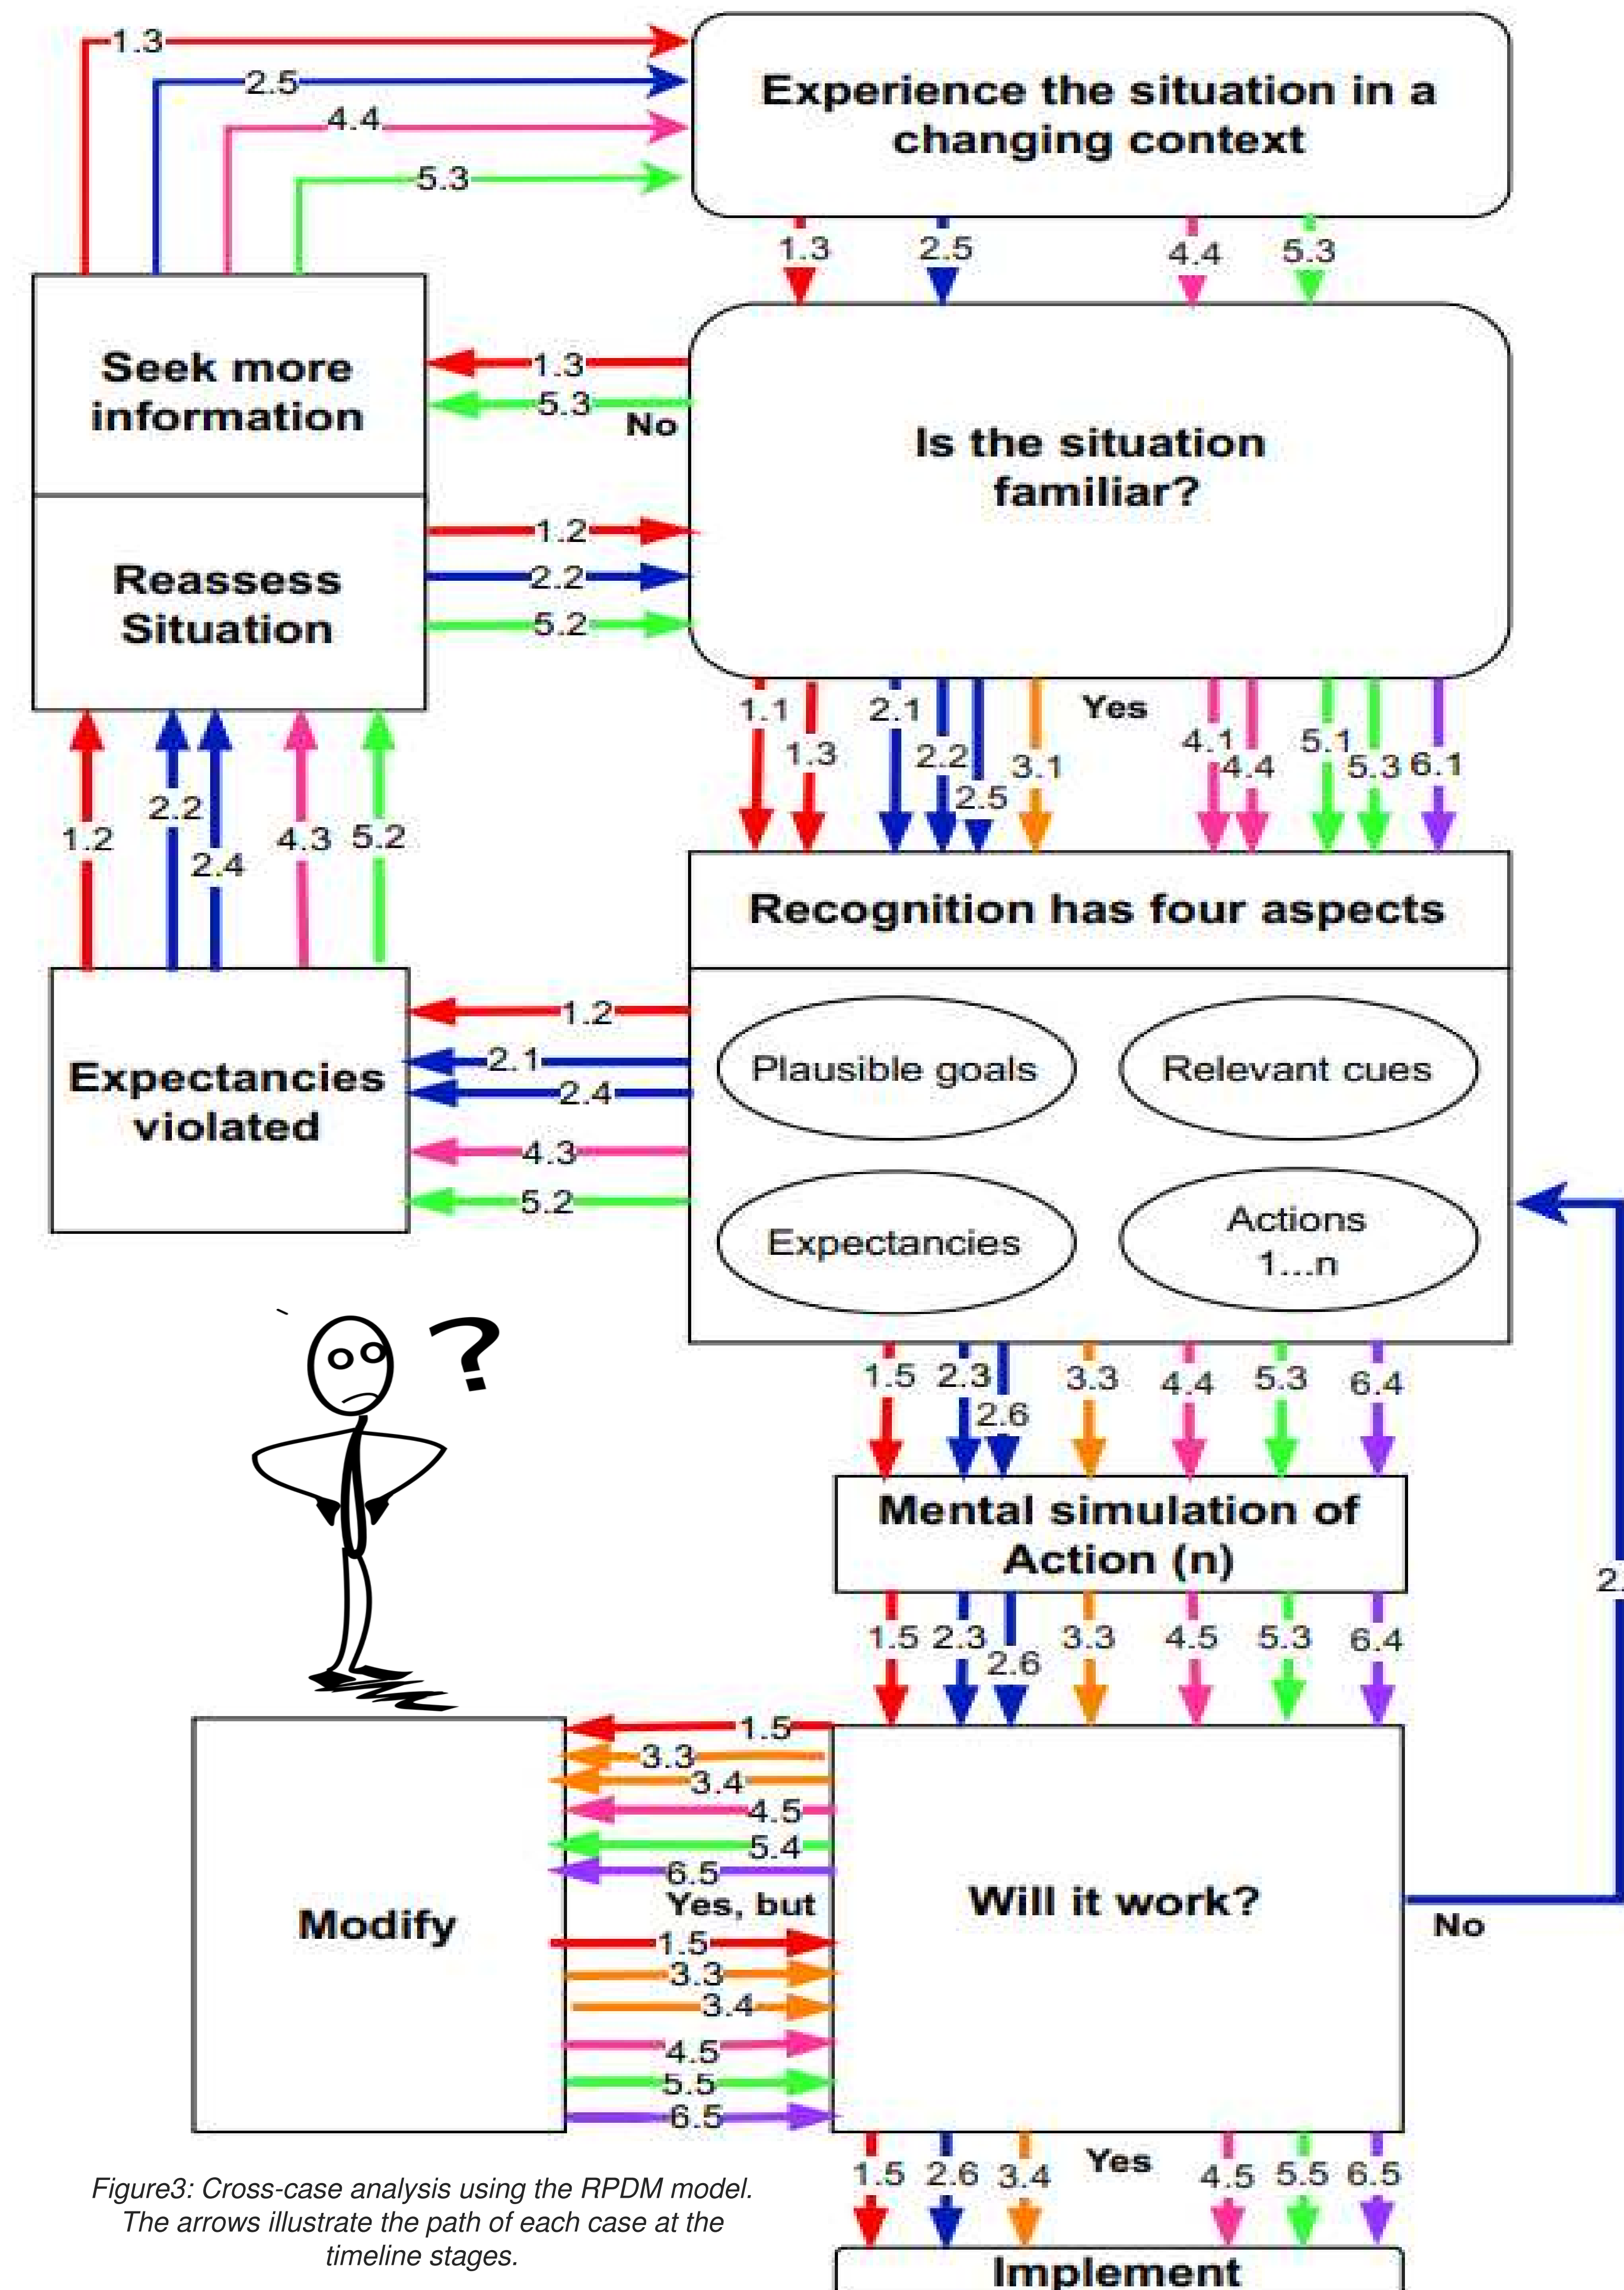 1.3
2.5
4.4
5.3
Experience the situation in a
changing context
1.3
2.5
4.4
5.3
Seek more
information
1.3
5.3
No
Is the situation
familiar?
Reassess
Situation
1.2
2.2
5.2
1.1
1.3
2.1
2.2
2.5
3.1
Yes
4.1
4.4
5.1
5.3
6.1
1.2
2.2
2.4
4.3
5.2
Recognition has four aspects
Expectancies
violated
1.2
2.1
2.4
4.3
5.2
Plausible goals
Relevant cues
Expectancies
Actions
1...n
?
1.5
2.3
2.6
3.3
4.4
5.3
6.4
Mental simulation of
Action (n)
2.
1.5
2.3
2.6
3.3
4.5
5.3
6.4
1.5
3.3
3.4
4.5
5.4
6.5
Yes, but
Modify
Will it work?
No
1.5
3.3
3.4
4.5
5.5
6.5
1.5
2.6
3.4
Yes
4.5
5.5
6.5
Figure3: Cross-case analysis using the RPDM model.
The arrows illustrate the path of each case at the
timeline stages.
Implement